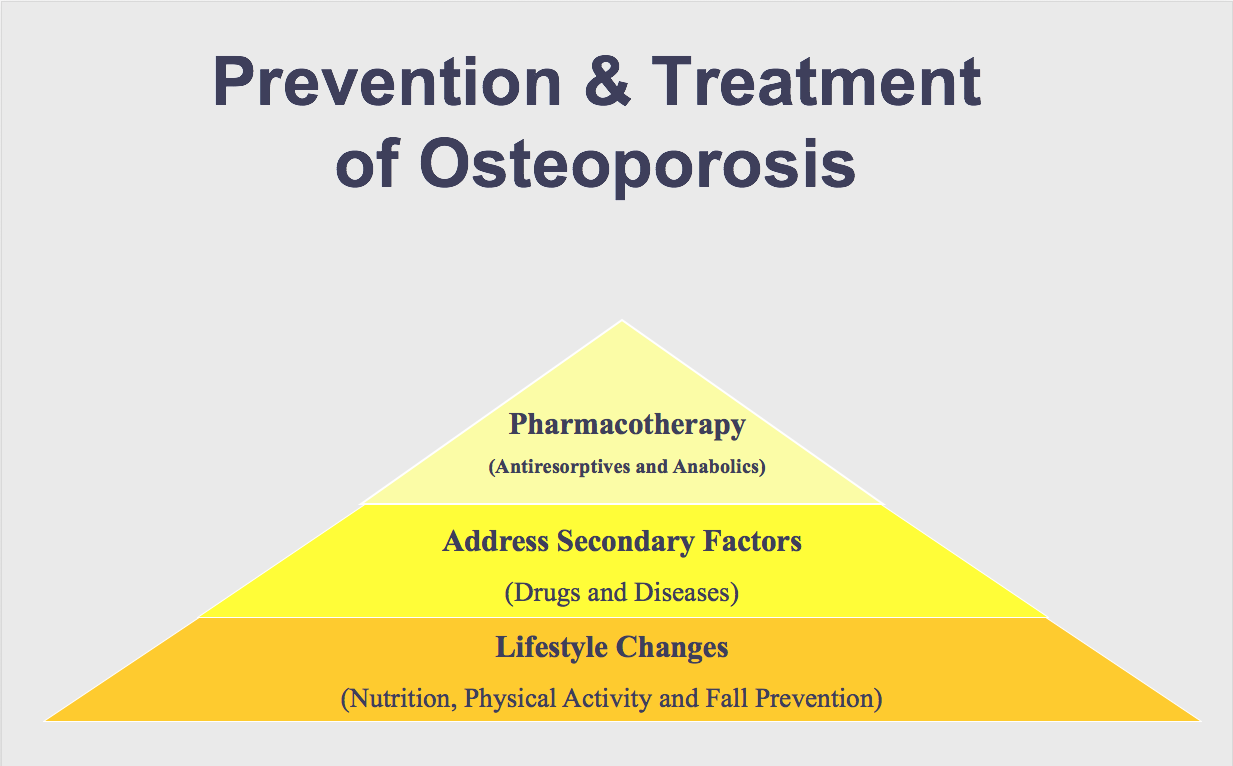 Prevention & Treatment
of Osteoporosis
Pharmacotherapy
(Antiresorptives and Anabolics)
Address Secondary Factors
(Drugs and Diseases)
Lifestyle Changes
(Nutrition, Physical Activity and Fall Prevention)